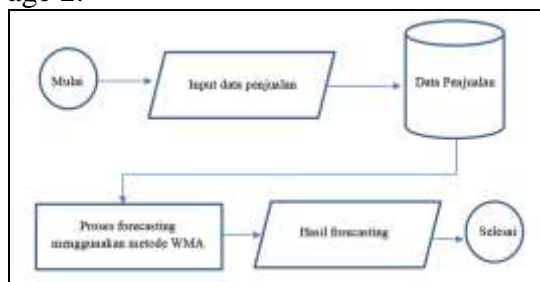 age 2.
Mulai
Input data penjualan
Data Penjualan
Proses forecasting
menggunakan metode WMA
Hasil forecasting
Selesai